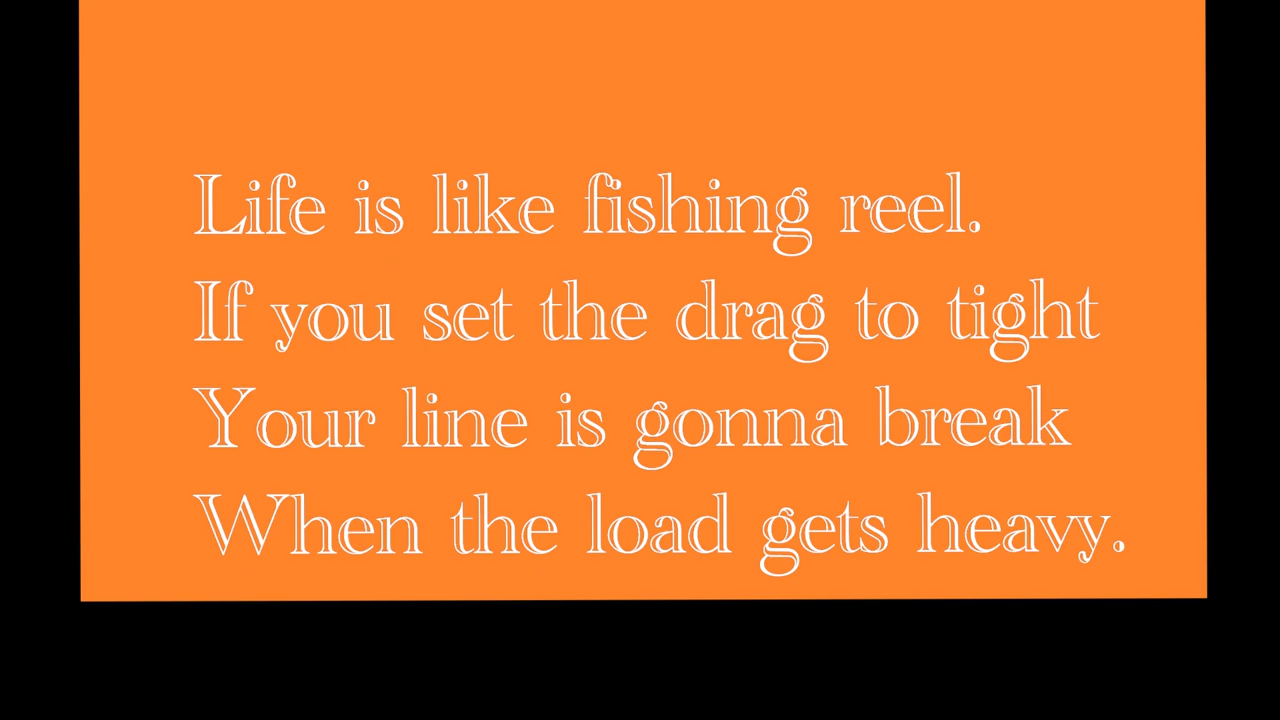 Life is like fishing reel.
If you set the drag to tight
Your line is gonna break
When the load gets heavy.